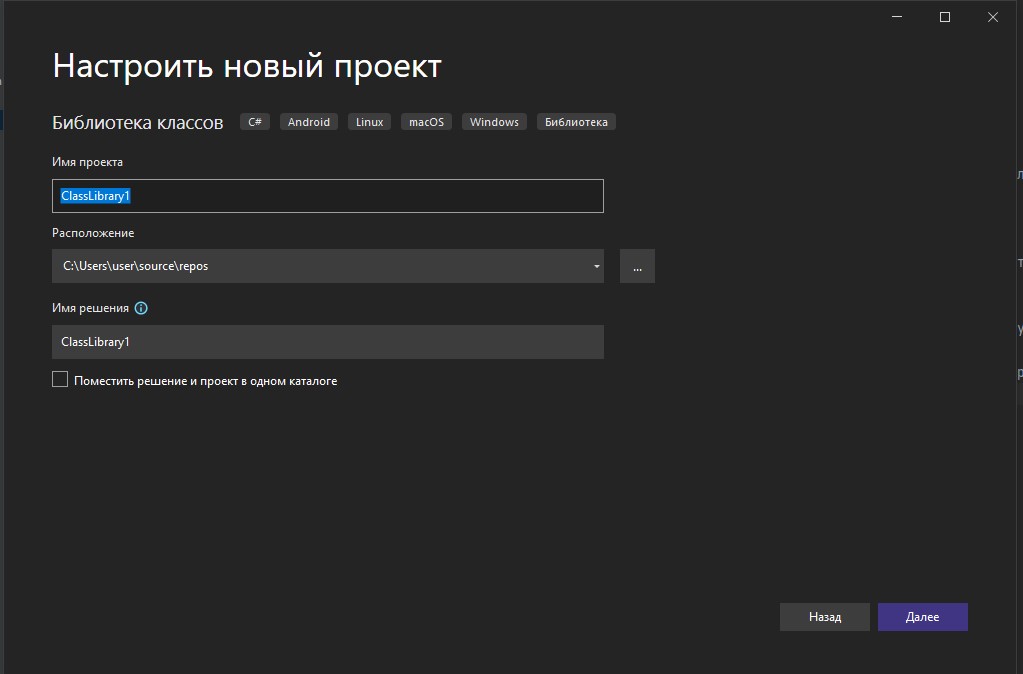 Настроить новый проект
Библиотека классов C# Android Linux macOS Windows Библиотека
Имя проекта
ClassLibrary1
Расположение
C:\Users\user\source\repos
...
Имя решения
ClassLibrary1
Поместить решение и проект в одном каталоге
Назад Далее